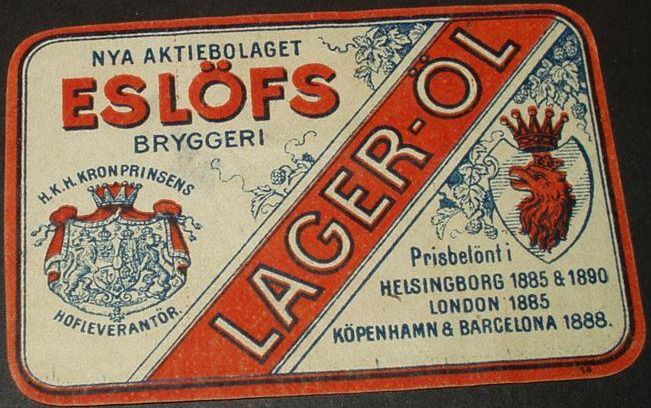 NYA AKTIEBOLAGET
ESLÖFS
BRYGGERI
H.K.H. KRONPRINSENS
HOFLEVERANTÖR.
LAGER-ÖL
Prisbelönt i
HELSINGBORG 1885 & 1890
LONDON 1885
KÖPENHAMN & BARCELONA 1888.